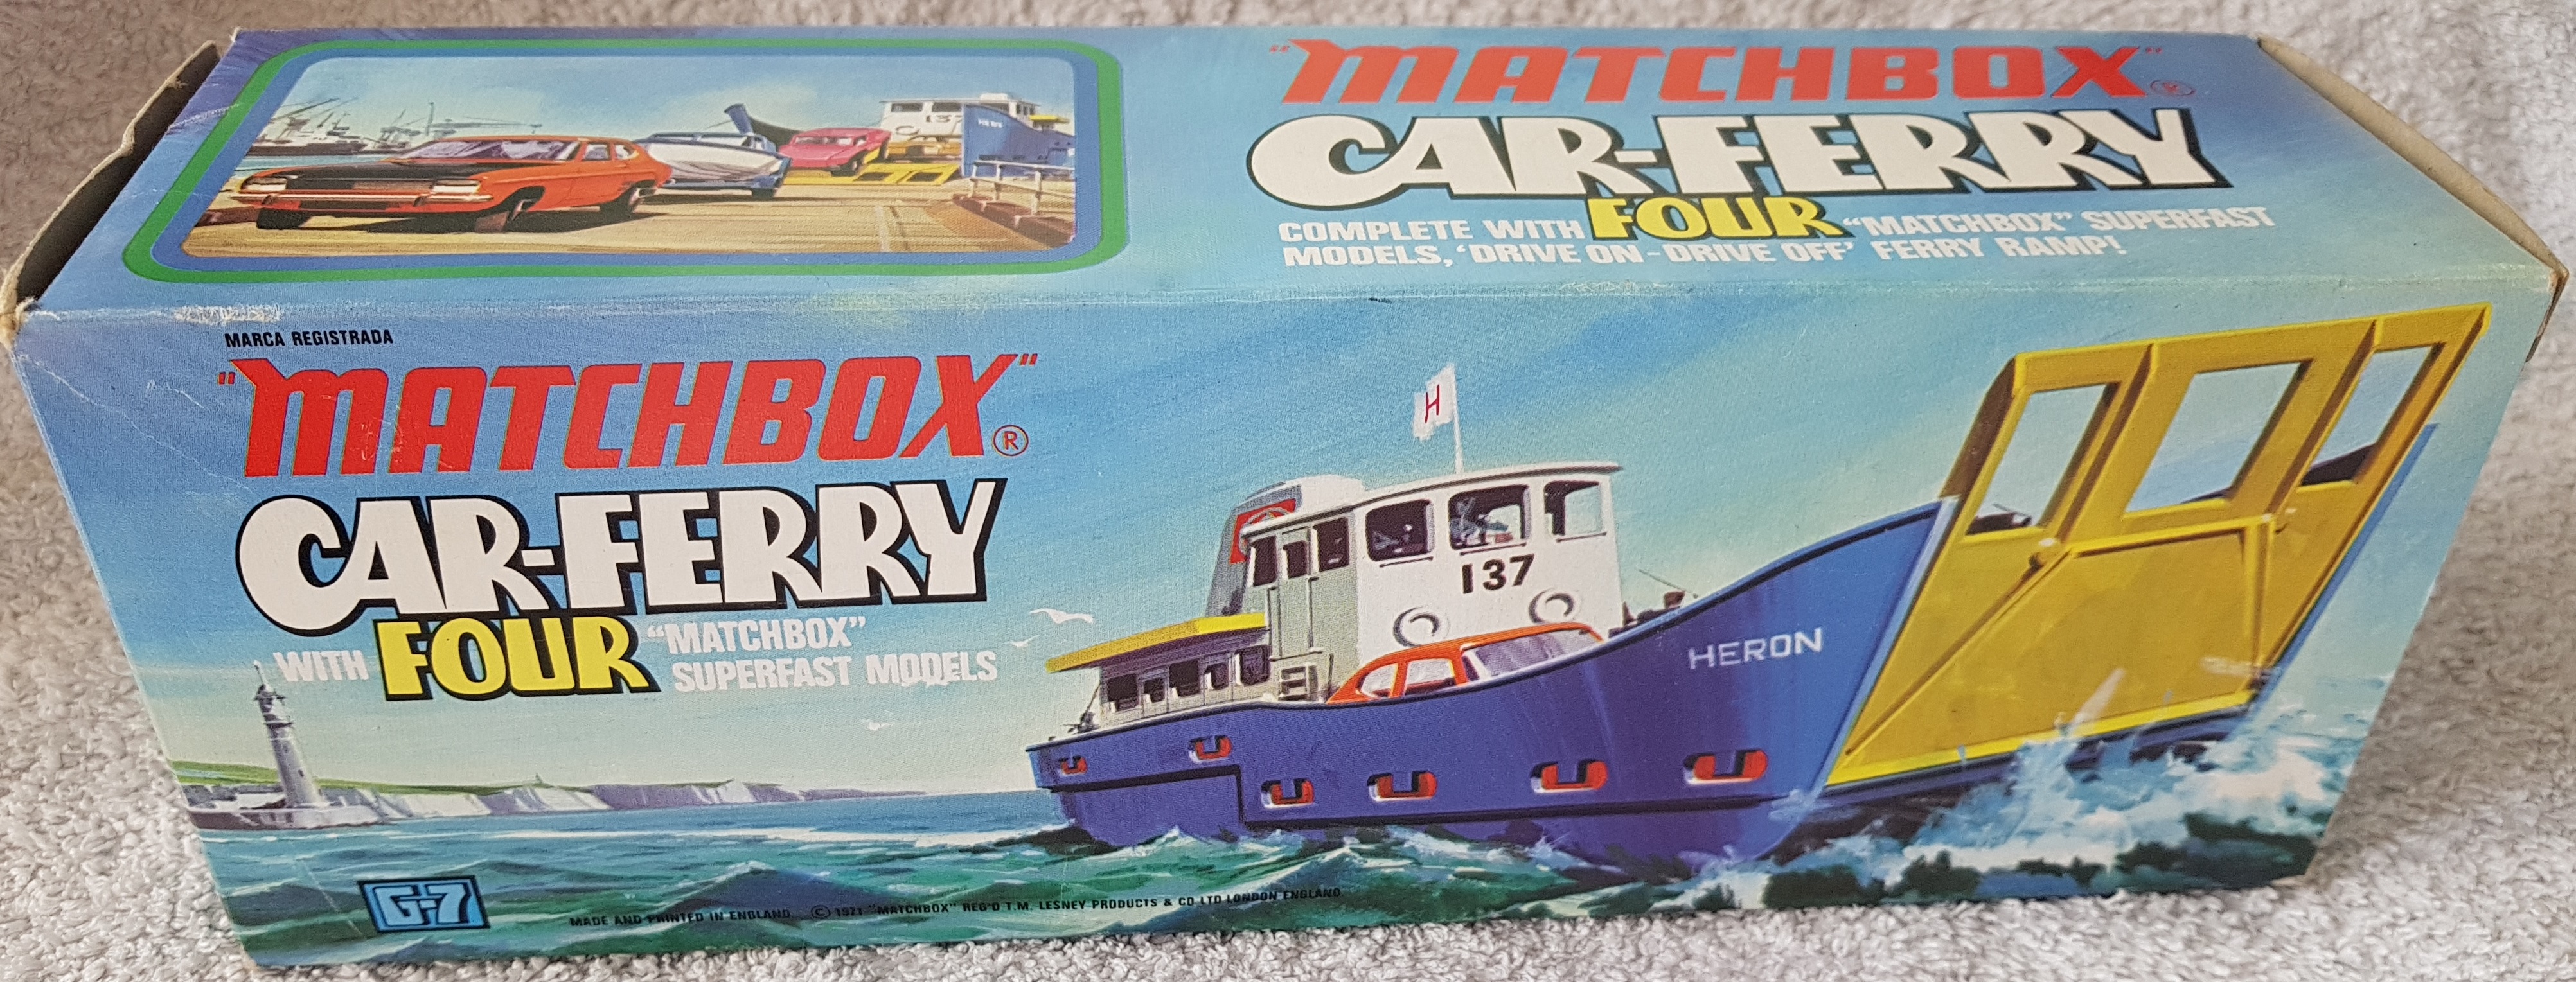 "MATCHBOX"®
CAR-FERRY
COMPLETE WITH FOUR "MATCHBOX" SUPERFAST
MODELS, 'DRIVE ON-DRIVE OFF' FERRY RAMP!
137
MARCA REGISTRADA
"MATCHBOX"®
CAR-FERRY
WITH FOUR "MATCHBOX"
SUPERFAST MODELS
H
137
HERON
G-7
MADE AND PRINTED IN ENGLAND © 1971 "MATCHBOX" REG'D T.M. LESNEY PRODUCTS & CO LTD LONDON ENGLAND